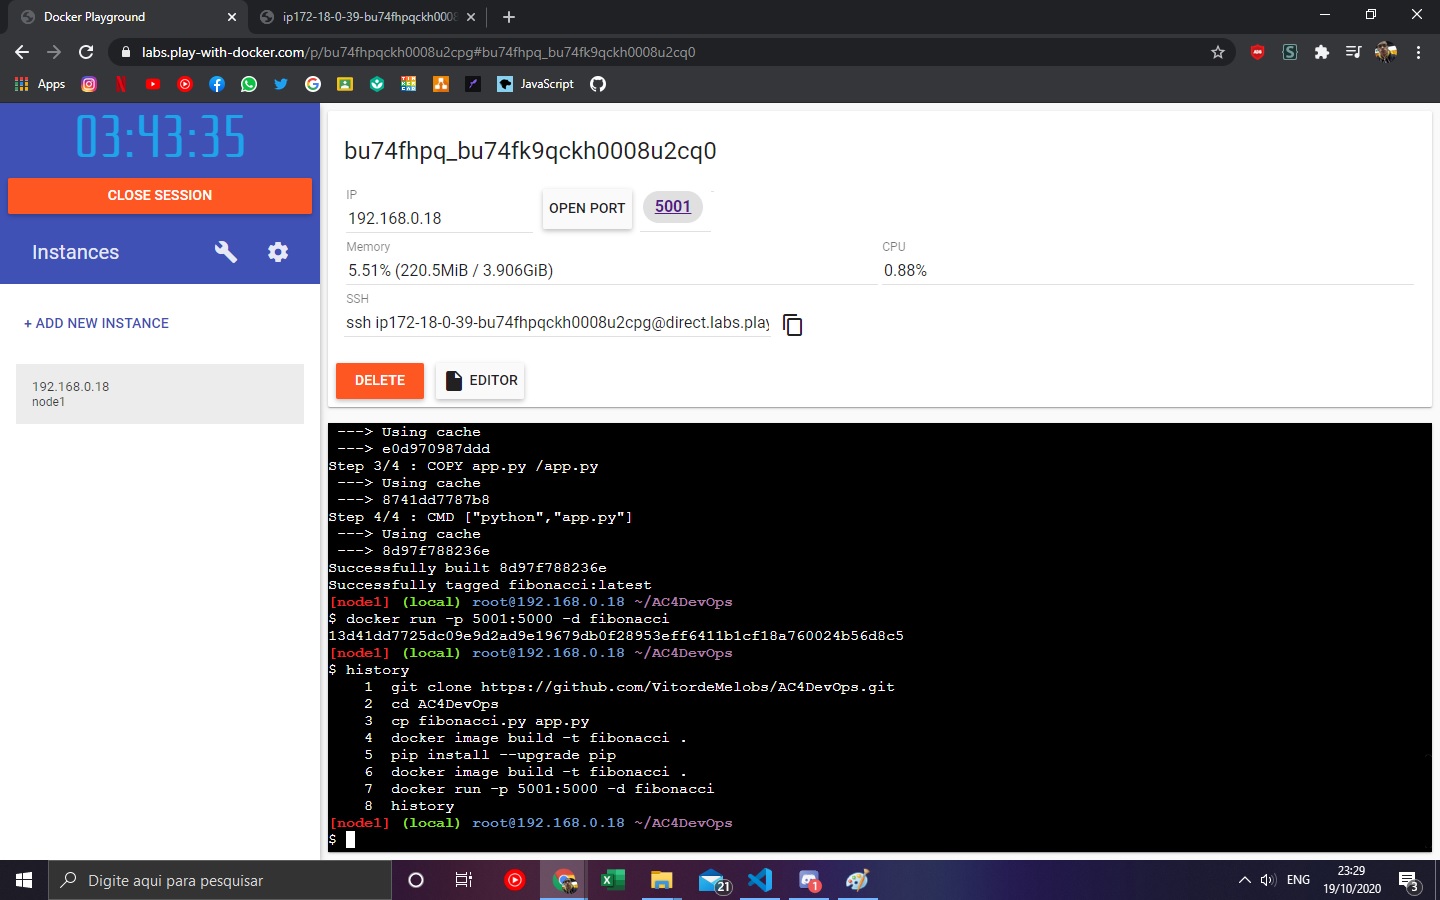 Docker Playground
ip172-18-0-39-bu74fhpqckh0008
labs.play-with-docker.com/p/bu74fhpqckh0008u2cpg#bu74fhpq_bu74fk9qckh0008u2cq0
Apps
JavaScript
03:43:35
CLOSE SESSION
Instances
+ ADD NEW INSTANCE
192.168.0.18
node1
bu74fhpq_bu74fk9qckh0008u2cq0
IP
192.168.0.18
OPEN PORT
5001
Memory
5.51% (220.5MiB / 3.906GiB)
CPU
0.88%
SSH
ssh ip172-18-0-39-bu74fhpqckh0008u2cpg@direct.labs.play
DELETE
EDITOR
---> Using cache
---> e0d970987ddd
Step 3/4 : COPY app.py /app.py
---> Using cache
---> 8741dd7787b8
Step 4/4 : CMD ["python","app.py"]
---> Using cache
---> 8d97f788236e
Successfully built 8d97f788236e
Successfully tagged fibonacci:latest
[node1] (local) root@192.168.0.18 ~/AC4DevOps
$ docker run -p 5001:5000 -d fibonacci
13d41dd7725dc09e9d2ad9e19679db0f28953eff6411b1cf18a760024b56d8c5
[node1] (local) root@192.168.0.18 ~/AC4DevOps
$ history
1 git clone https://github.com/VitordeMelobs/AC4DevOps.git
2 cd AC4DevOps
3 cp fibonacci.py app.py
4 docker image build -t fibonacci .
5 pip install --upgrade pip
6 docker image build -t fibonacci .
7 docker run -p 5001:5000 -d fibonacci
8 history
[node1] (local) root@192.168.0.18 ~/AC4DevOps
$
Digite aqui para pesquisar
21
1
ENG
23:29
19/10/2020
3